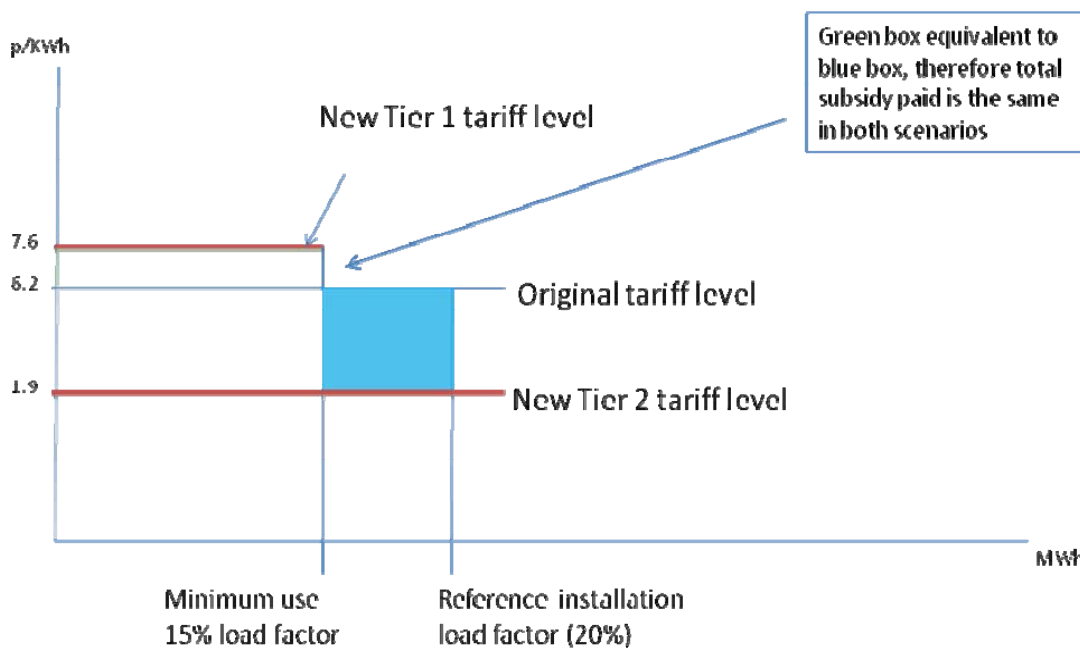 p/KWh
Green box equivalent to
blue box, therefore total
subsidy paid is the same
in both scenarios
New Tier 1 tariff level
7.6
6.2
Original tariff level
1.9
New Tier 2 tariff level
MWh
Minimum use
15% load factor
Reference installation
load factor (20%)